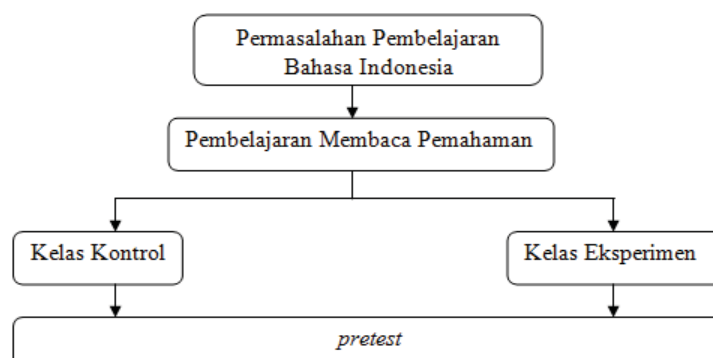 Permasalahan Pembelajaran
Bahasa Indonesia
Pembelajaran Membaca Pemahaman
Kelas Kontrol
Kelas Eksperimen
pretest